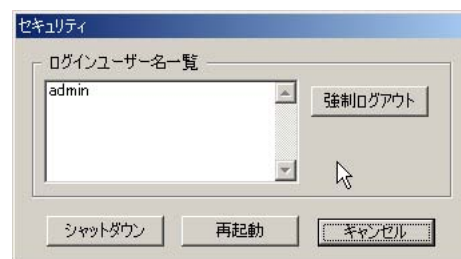 セキュリティ
ログインユーザー名一覧
admin
強制ログアウト
シャットダウン
再起動
キャンセル